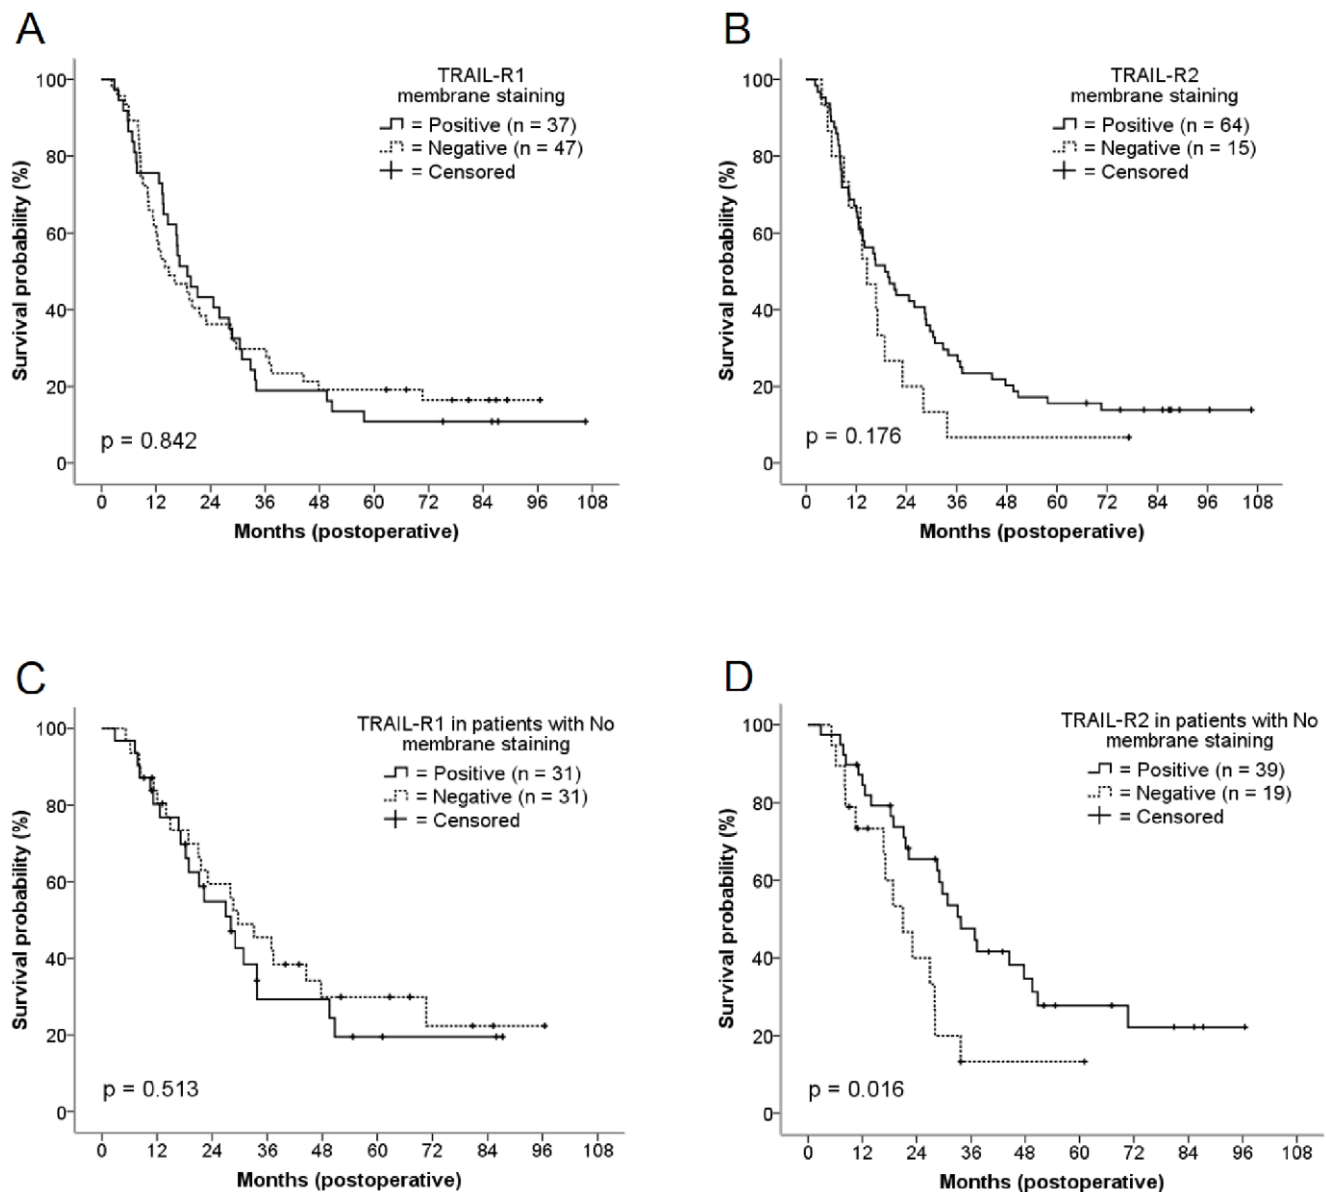 A
TRAIL-R1
membrane staining
= Positive (n = 37)
= Negative (n = 47)
= Censored
Survival probability (%)
100
80
60
40
20
0
p = 0.842
0 12 24 36 48 60 72 84 96 108
Months (postoperative)
B
TRAIL-R2
membrane staining
= Positive (n = 64)
= Negative (n = 15)
= Censored
Survival probability (%)
100
80
60
40
20
0
p = 0.176
0 12 24 36 48 60 72 84 96 108
Months (postoperative)
C
TRAIL-R1 in patients with No
membrane staining
= Positive (n = 31)
= Negative (n = 31)
= Censored
Survival probability (%)
100
80
60
40
20
0
p = 0.513
0 12 24 36 48 60 72 84 96 108
Months (postoperative)
D
TRAIL-R2 in patients with No
membrane staining
= Positive (n = 39)
= Negative (n = 19)
= Censored
Survival probability (%)
100
80
60
40
20
0
p = 0.016
0 12 24 36 48 60 72 84 96 108
Months (postoperative)